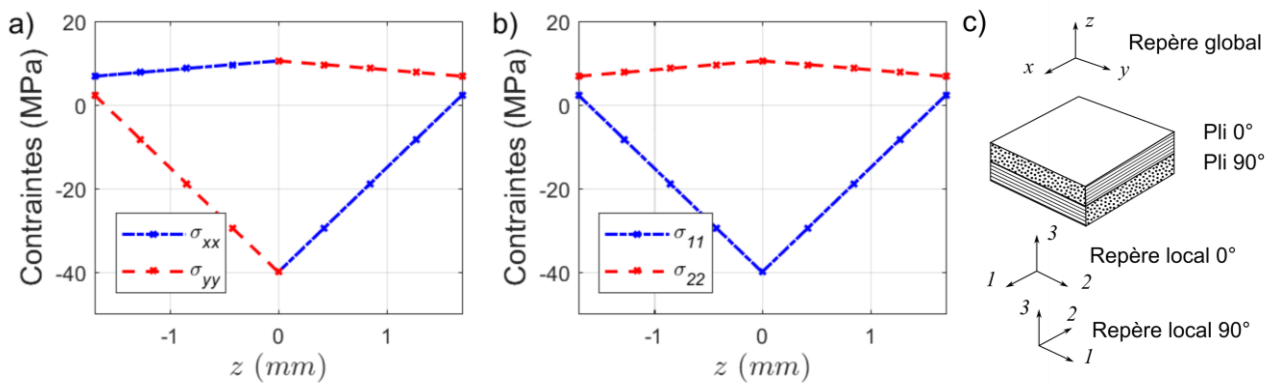 a)
Contraintes (MPa)
20
0
-20
-40
σxx
σyy
-1
0
1
z (mm)
b)
Contraintes (MPa)
20
0
-20
-40
σ11
σ22
-1
0
1
z (mm)
c)
z
x
y
Repère global
Pli 0°
Pli 90°
3
1
2
Repère local 0°
3
2
1
Repère local 90°